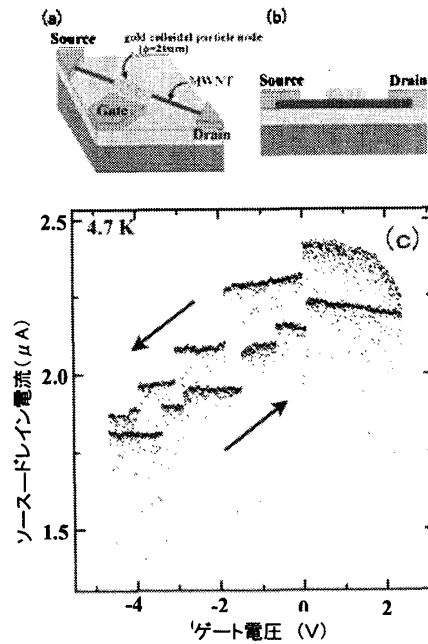 (a)
Source
gold colloidal particle node
MWNT
Gate
Drain
(b)
Source
Drain
(c)
4.7 K
2.5
2.0
1.5
ソースードレイン電流(μA)
-4
-2
0
2
ゲート電圧 (V)